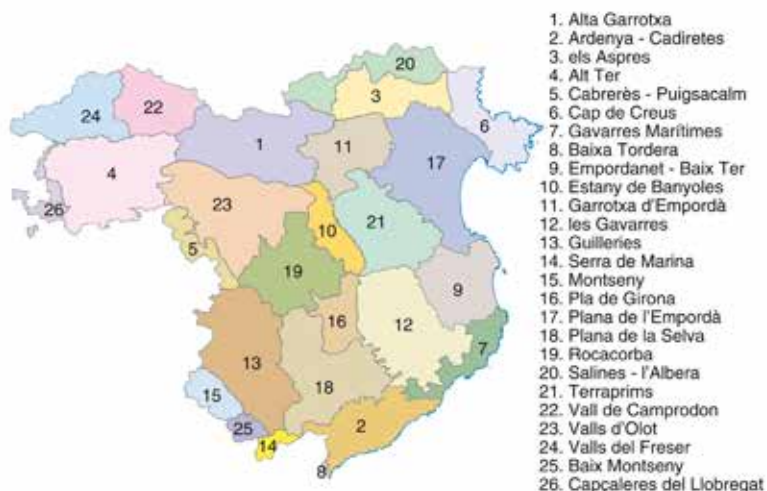 1. Alta Garrotxa
2. Ardenya - Cadiretes
3. els Aspres
4. Alt Ter
5. Cabrerès - Puigsacalm
6. Cap de Creus
7. Gavarres Marítimes
8. Baixa Tordera
9. Empordanet - Baix Ter
10. Estany de Banyoles
11. Garrotxa d'Empordà
12. les Gavarres
13. Guilleries
14. Serra de Marina
15. Montseny
16. Pla de Girona
17. Plana de l'Empordà
18. Plana de la Selva
19. Rocacorba
20. Salines - l'Albera
21. Terraprims
22. Vall de Camprodon
23. Valls d'Olot
24. Valls del Freser
25. Baix Montseny
26. Capçaleres del Llobregat
20
22
3
24
6
1
11
17
4
23
26
21
10
5
19
9
16
12
7
13
18
15
25
2
14
8